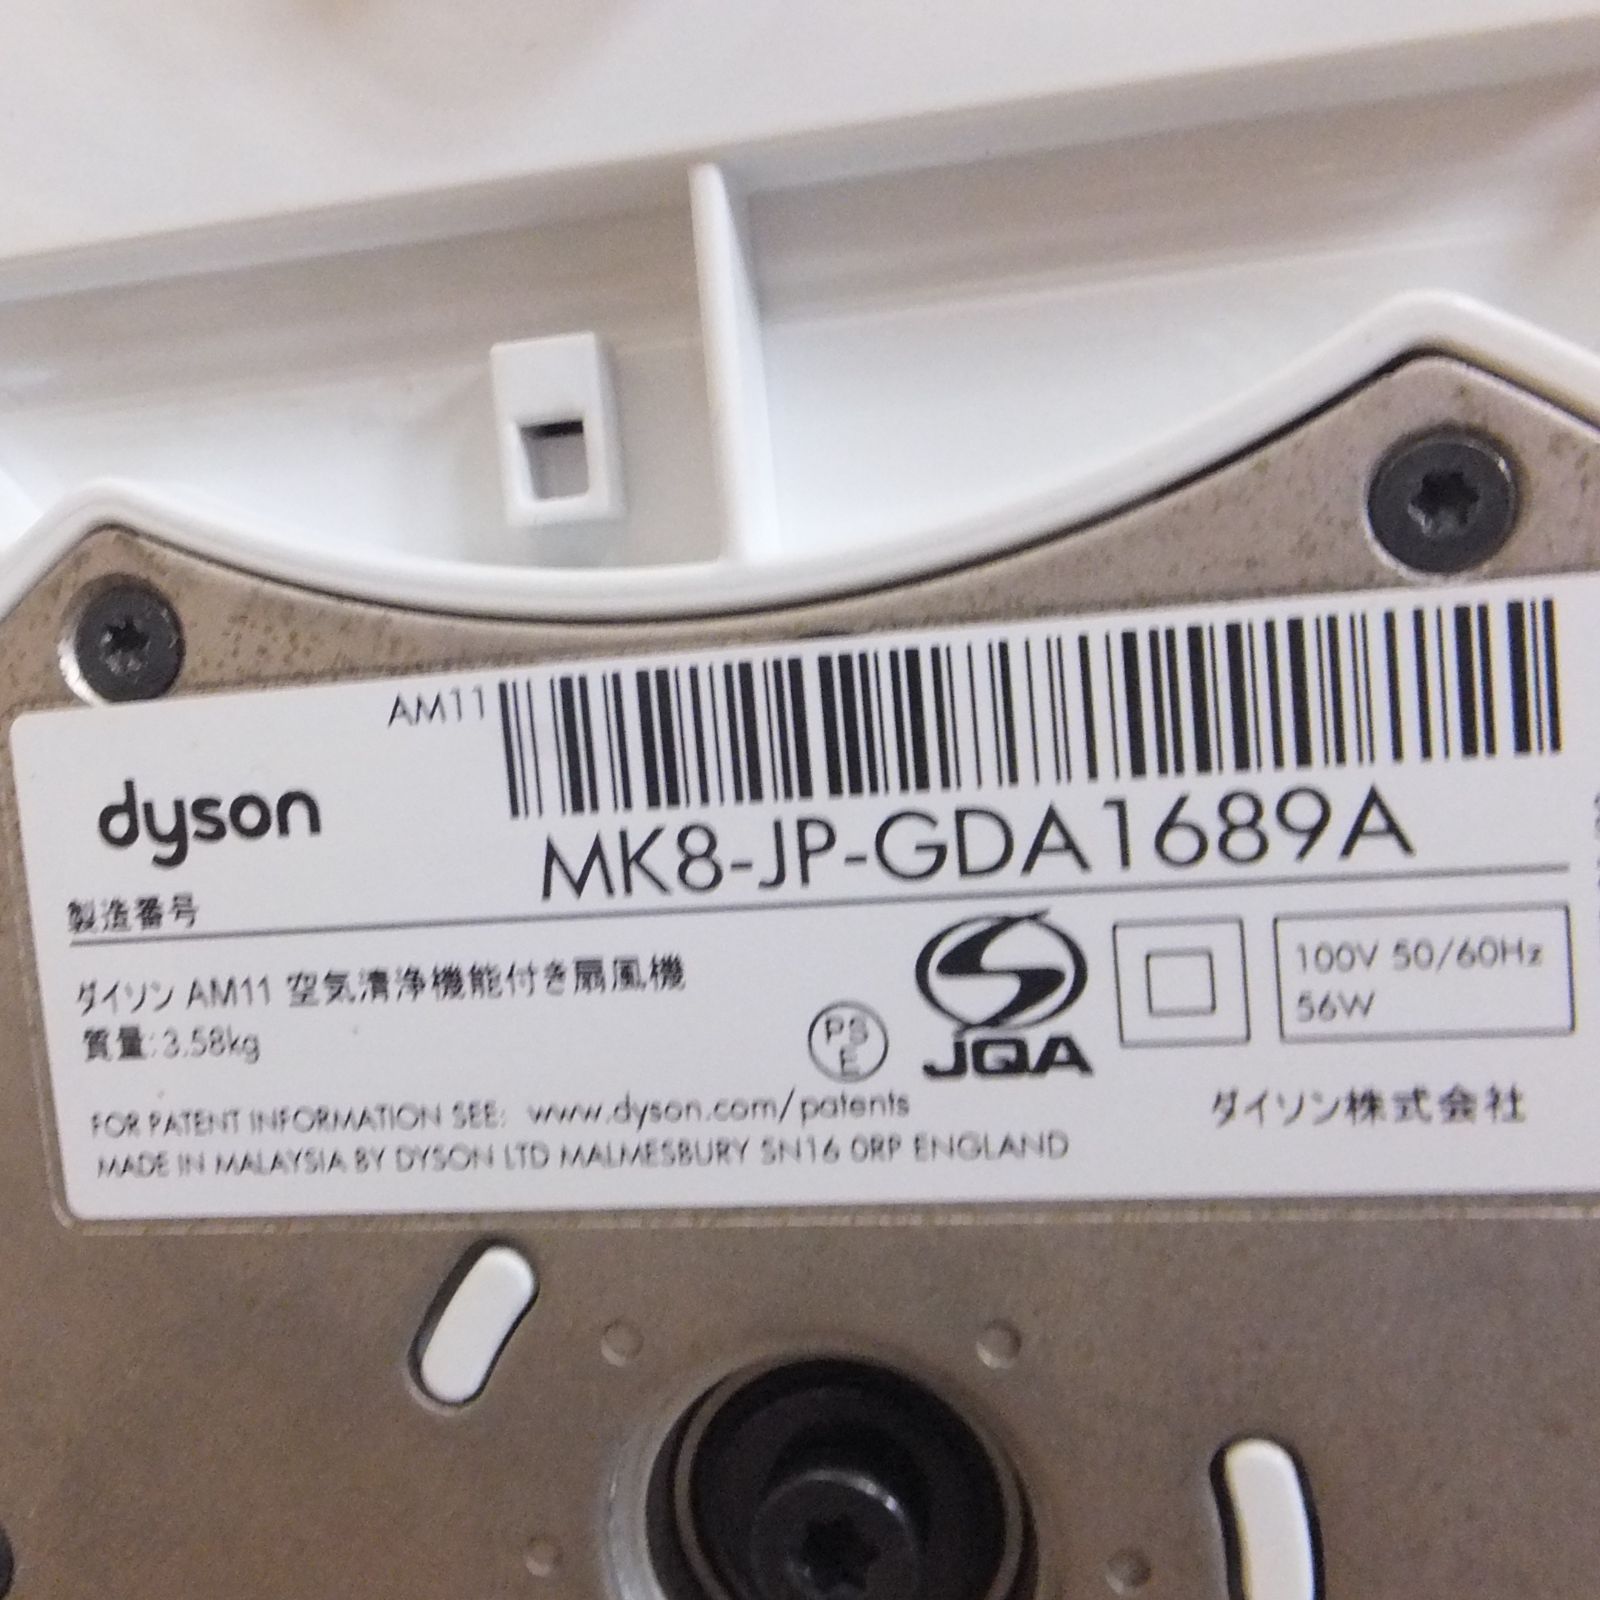 AM11
dyson
MK8-JP-GDA1689A
製造番号
ダイソン AM11 空気清浄機能付き扇風機
質量:3.58kg
PS
E
JQA
100V 50/60Hz
56W
FOR PATENT INFORMATION SEE: www.dyson.com/patents
ダイソン株式会社
MADE IN MALAYSIA BY DYSON LTD MALMESBURY SN16 0RP ENGLAND